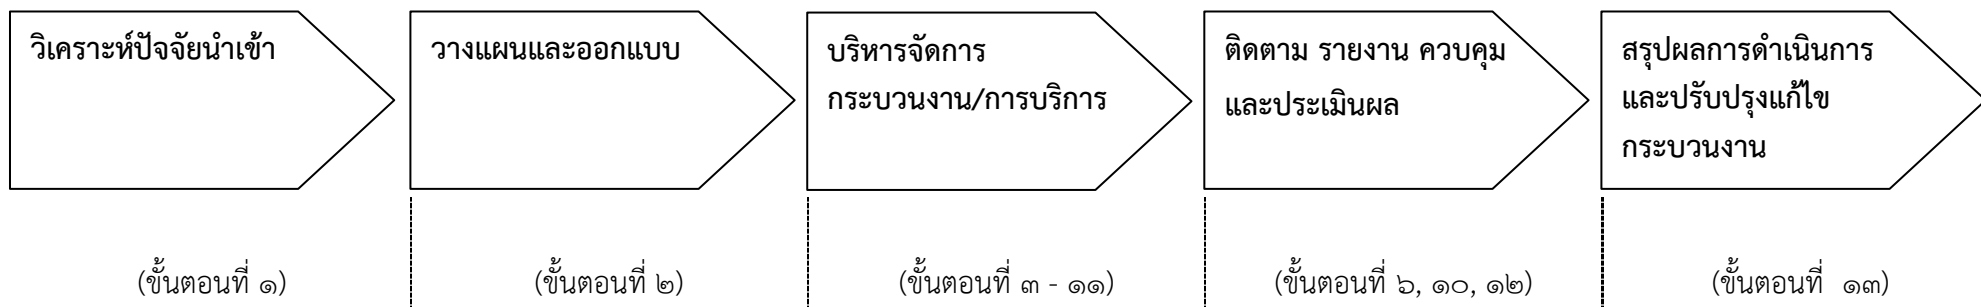 วิเคราะห์ปัจจัยนำเข้า
วางแผนและออกแบบ
บริหารจัดการ
กระบวนงาน/การบริการ
ติดตาม รายงาน ควบคุม
และประเมินผล
สรุปผลการดำเนินการ
และปรับปรุงแก้ไข
กระบวนงาน
(ขั้นตอนที่ ๑)
(ขั้นตอนที่ ๒)
(ขั้นตอนที่ ๓ - ๑๑)
(ขั้นตอนที่ ๖, ๑๐, ๑๒)
(ขั้นตอนที่ ๑๓)